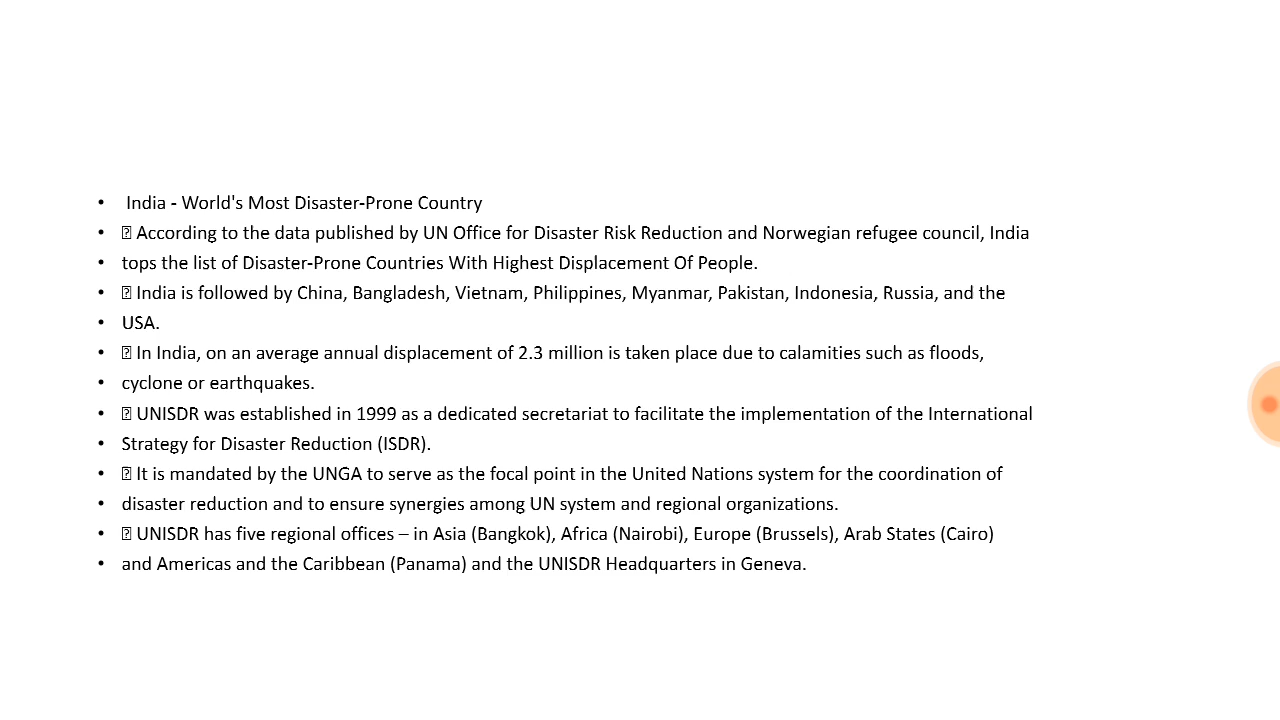 • India - World's Most Disaster-Prone Country
• According to the data published by UN Office for Disaster Risk Reduction and Norwegian refugee council, India
• tops the list of Disaster-Prone Countries With Highest Displacement Of People.
• India is followed by China, Bangladesh, Vietnam, Philippines, Myanmar, Pakistan, Indonesia, Russia, and the
• USA.
• In India, on an average annual displacement of 2.3 million is taken place due to calamities such as floods,
• cyclone or earthquakes.
• UNISDR was established in 1999 as a dedicated secretariat to facilitate the implementation of the International
• Strategy for Disaster Reduction (ISDR).
• It is mandated by the UNGA to serve as the focal point in the United Nations system for the coordination of
• disaster reduction and to ensure synergies among UN system and regional organizations.
• UNISDR has five regional offices – in Asia (Bangkok), Africa (Nairobi), Europe (Brussels), Arab States (Cairo)
• and Americas and the Caribbean (Panama) and the UNISDR Headquarters in Geneva.